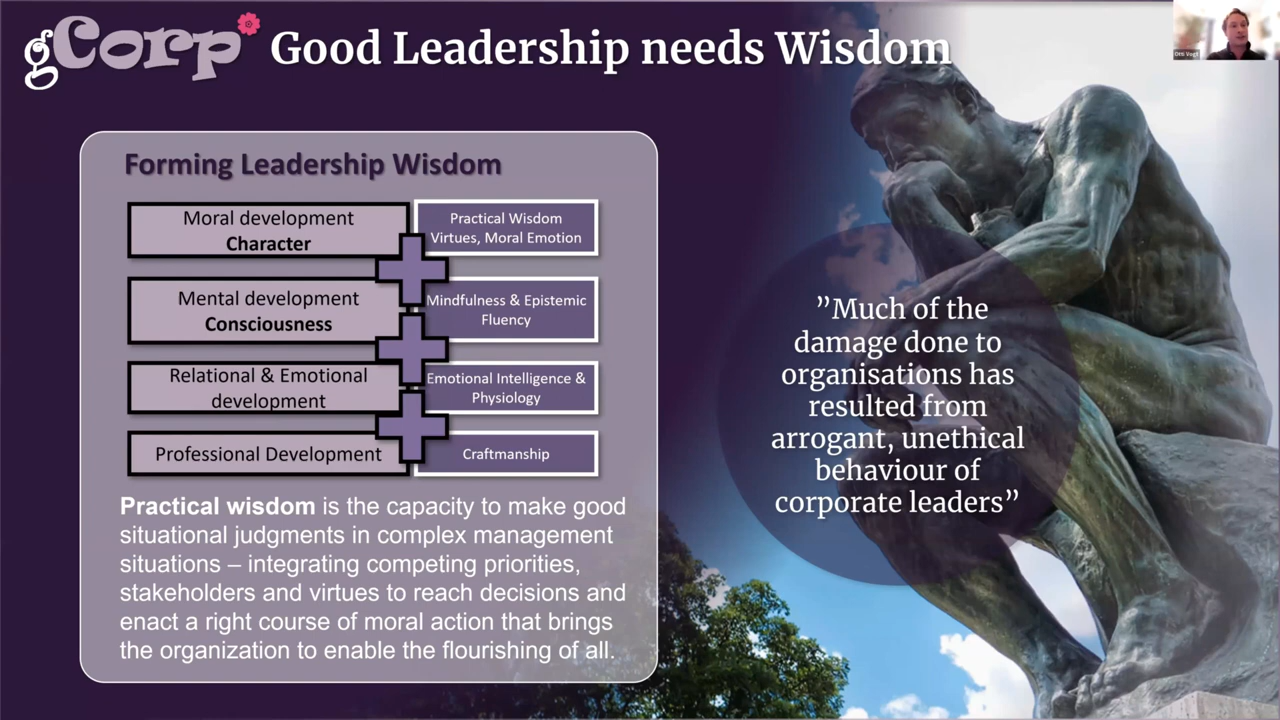 gCorp
Good Leadership needs Wisdom
Otti Vogt
Forming Leadership Wisdom
Moral development
Character
Practical Wisdom
Virtues, Moral Emotion
Mental development
Consciousness
Mindfulness & Epistemic
Fluency
Relational & Emotional
development
Emotional Intelligence &
Physiology
Professional Development
Craftmanship
Practical wisdom is the capacity to make good
situational judgments in complex management
situations – integrating competing priorities,
stakeholders and virtues to reach decisions and
enact a right course of moral action that brings
the organization to enable the flourishing of all.
”Much of the
damage done to
organisations has
resulted from
arrogant, unethical
behaviour of
corporate leaders”